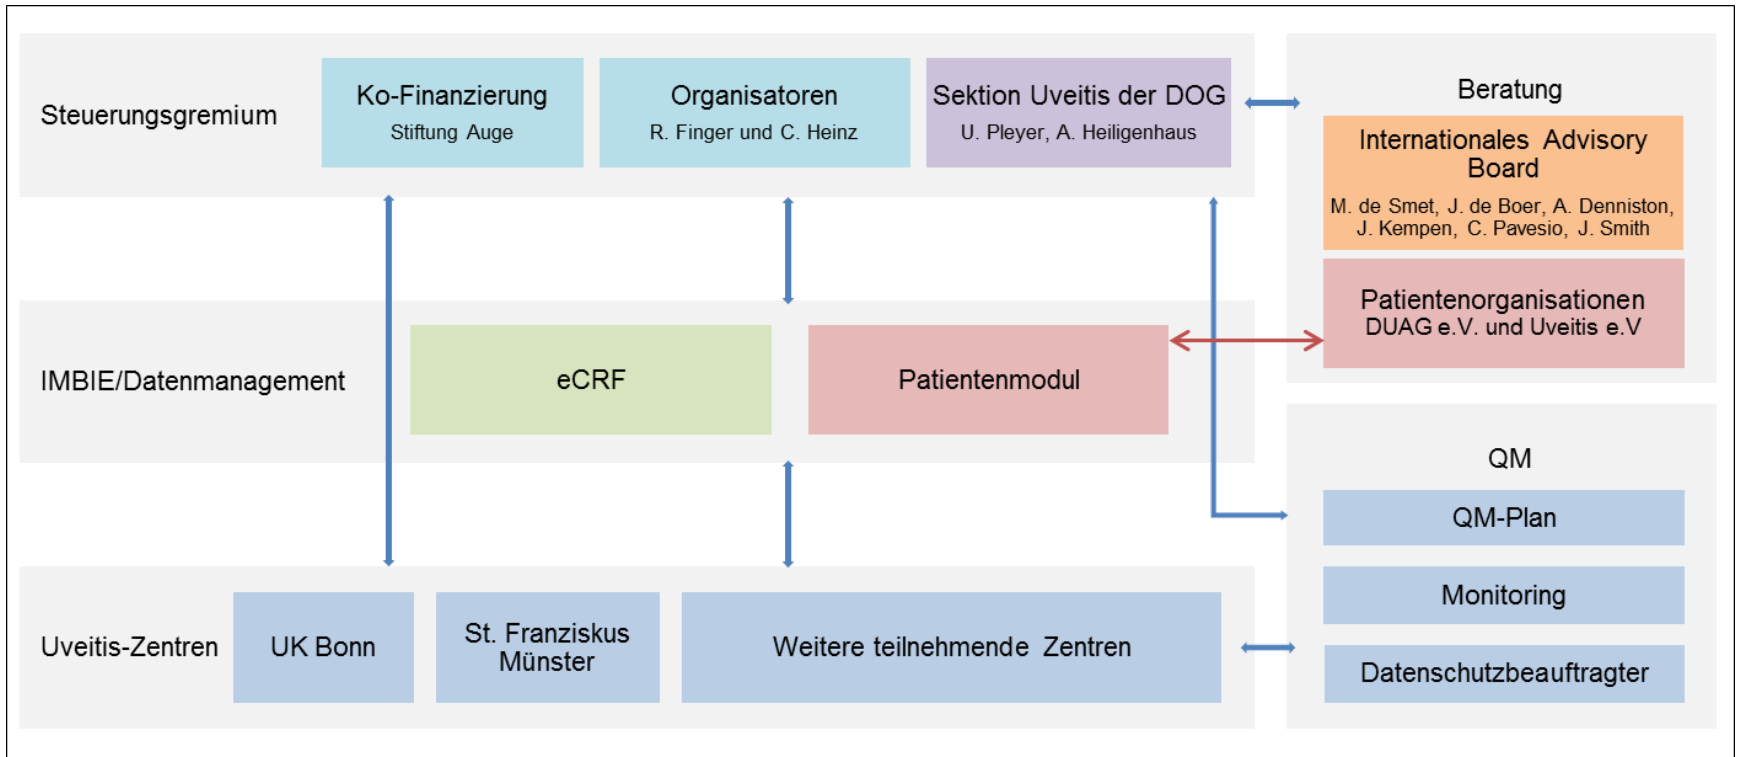 Steuerungsgremium
Ko-Finanzierung
Stiftung Auge
Organisatoren
R. Finger und C. Heinz
Sektion Uveitis der DOG
U. Pleyer, A. Heiligenhaus
Beratung
Internationales Advisory
Board
M. de Smet, J. de Boer, A. Denniston,
J. Kempen, C. Pavesio, J. Smith
Patientenorganisationen
DUAG e.V. und Uveitis e.V
IMBIE/Datenmanagement
eCRF
Patientenmodul
QM
QM-Plan
Monitoring
Datenschutzbeauftragter
Uveitis-Zentren
UK Bonn
St. Franziskus
Münster
Weitere teilnehmende Zentren